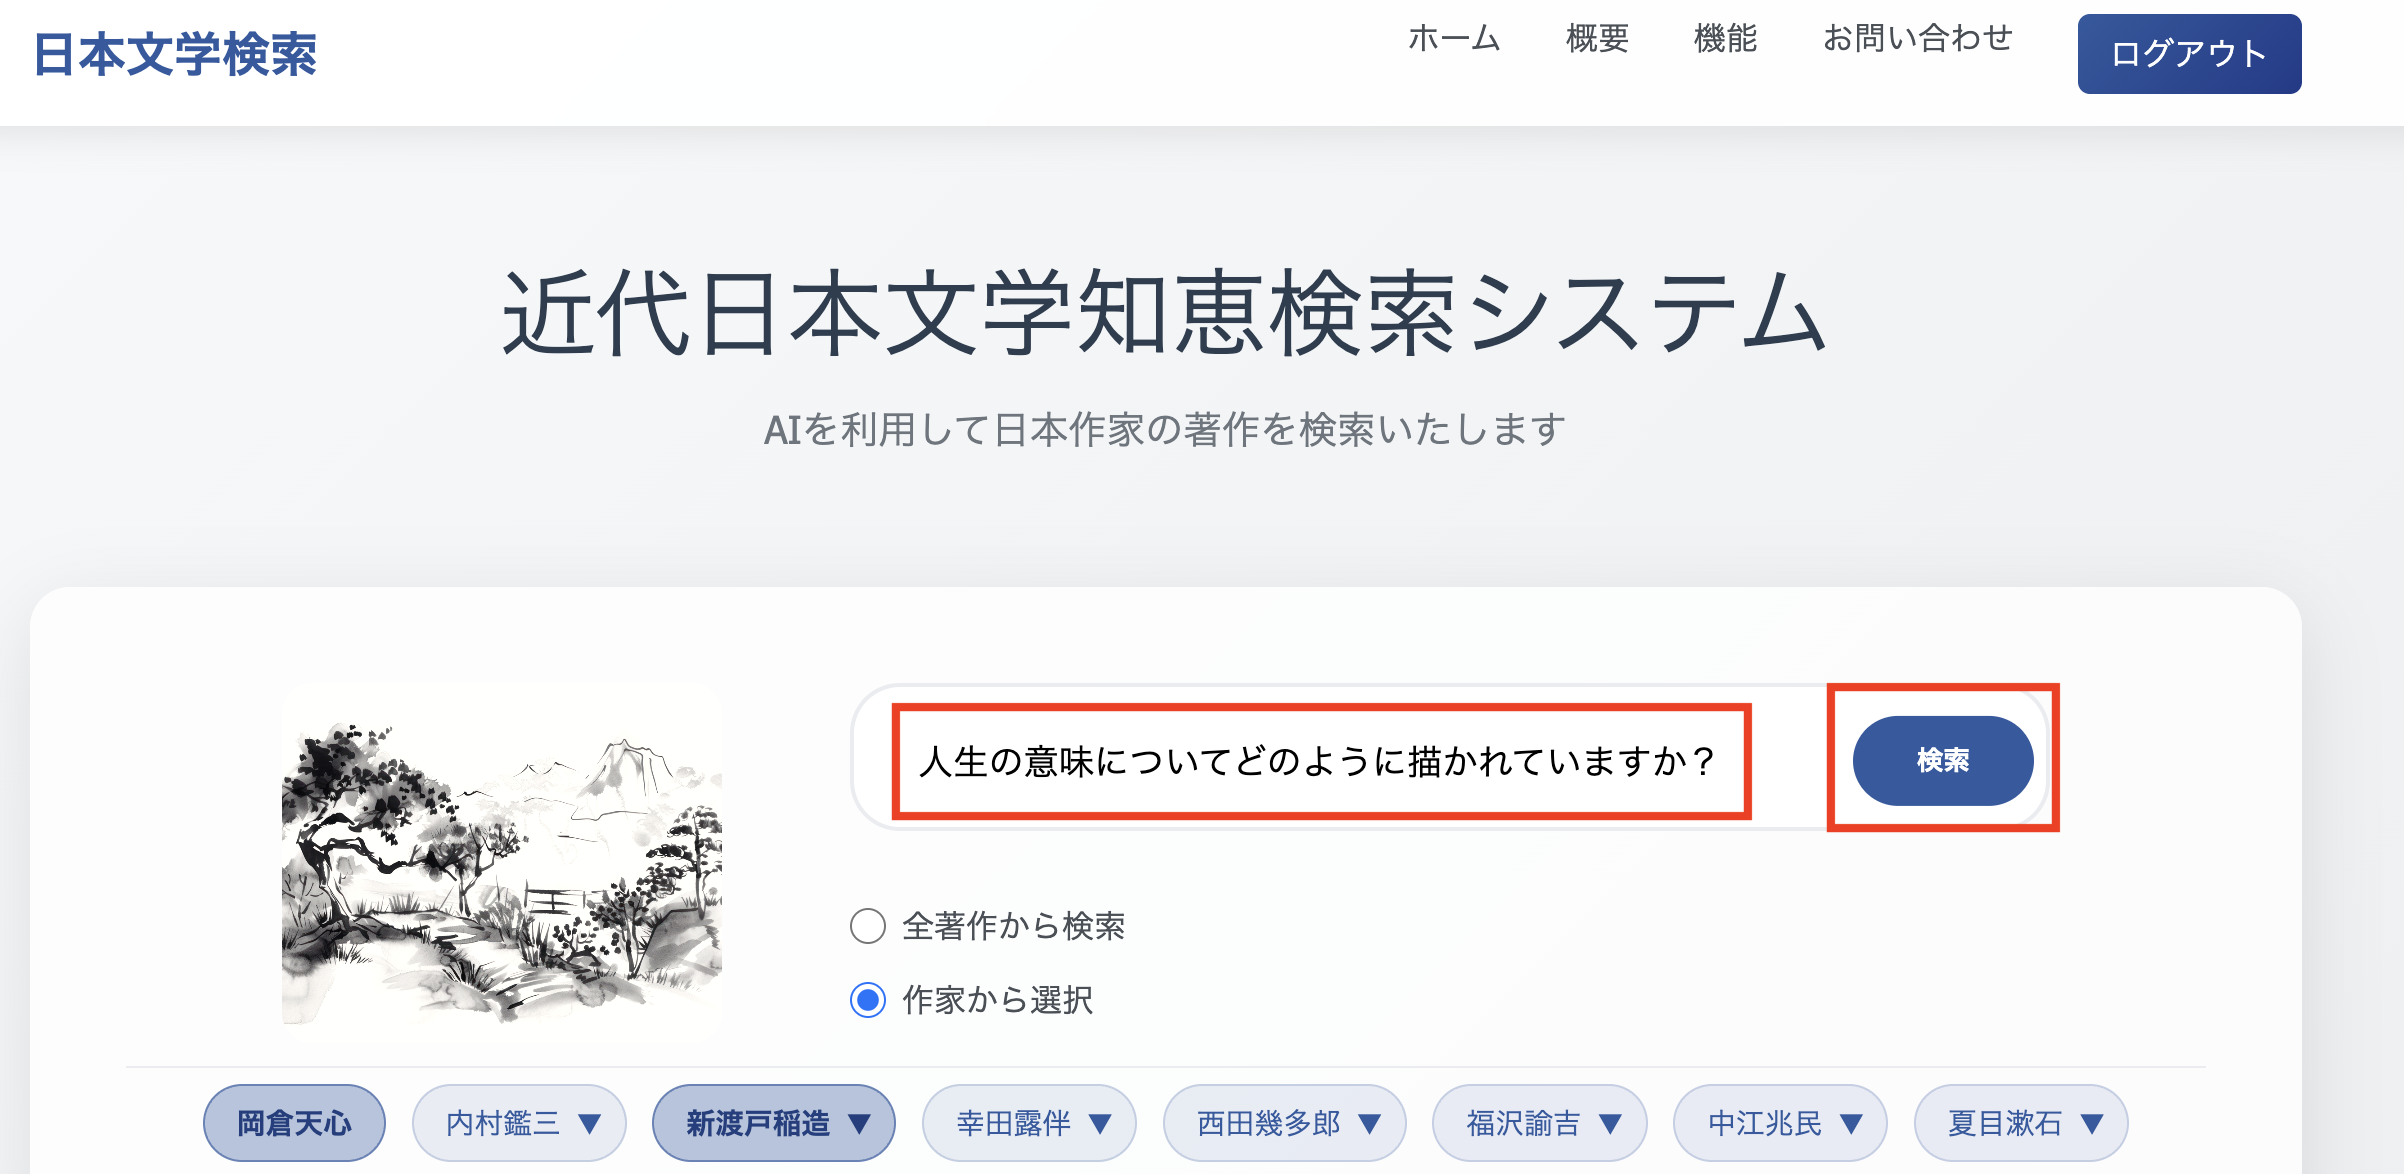 日本文学検索
ホーム 概要 機能 お問い合わせ ログアウト
近代日本文学知恵検索システム
AIを利用して日本作家の著作を検索いたします
人生の意味についてどのように描かれていますか？ 検索
全著作から検索
作家から選択
岡倉天心 内村鑑三 ▼ 新渡戸稲造 ▼ 幸田露伴 ▼ 西田幾多郎 ▼ 福沢諭吉 ▼ 中江兆民 ▼ 夏目漱石 ▼